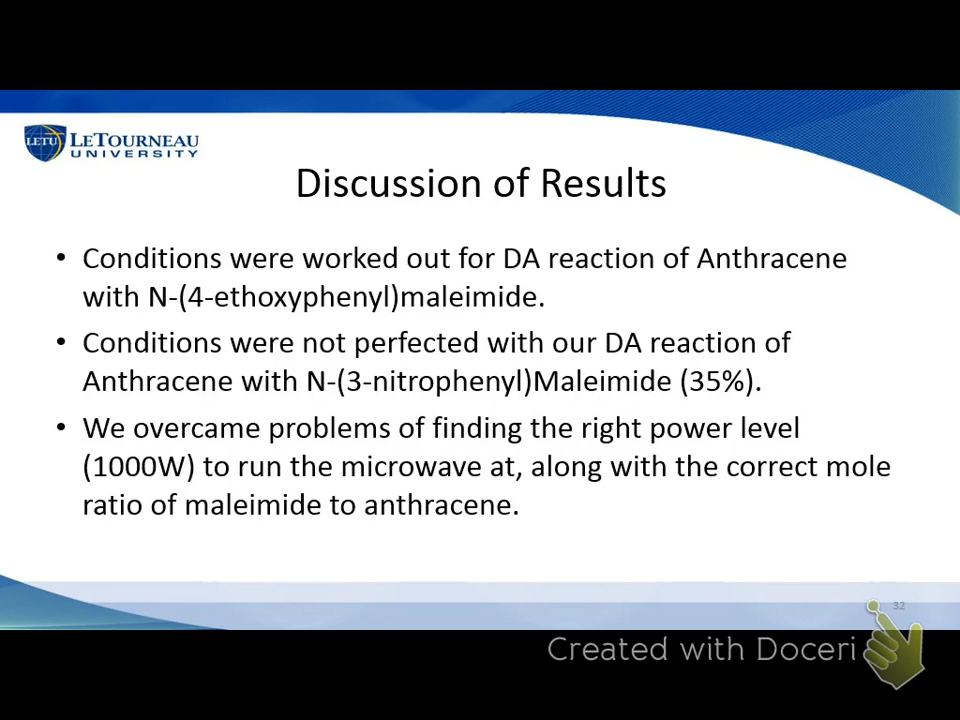 LETU
LETOURNEAU
UNIVERSITY
Discussion of Results
• Conditions were worked out for DA reaction of Anthracene
with N-(4-ethoxyphenyl)maleimide.
• Conditions were not perfected with our DA reaction of
Anthracene with N-(3-nitrophenyl)Maleimide (35%).
• We overcame problems of finding the right power level
(1000W) to run the microwave at, along with the correct mole
ratio of maleimide to anthracene.
32
Created with Doceri